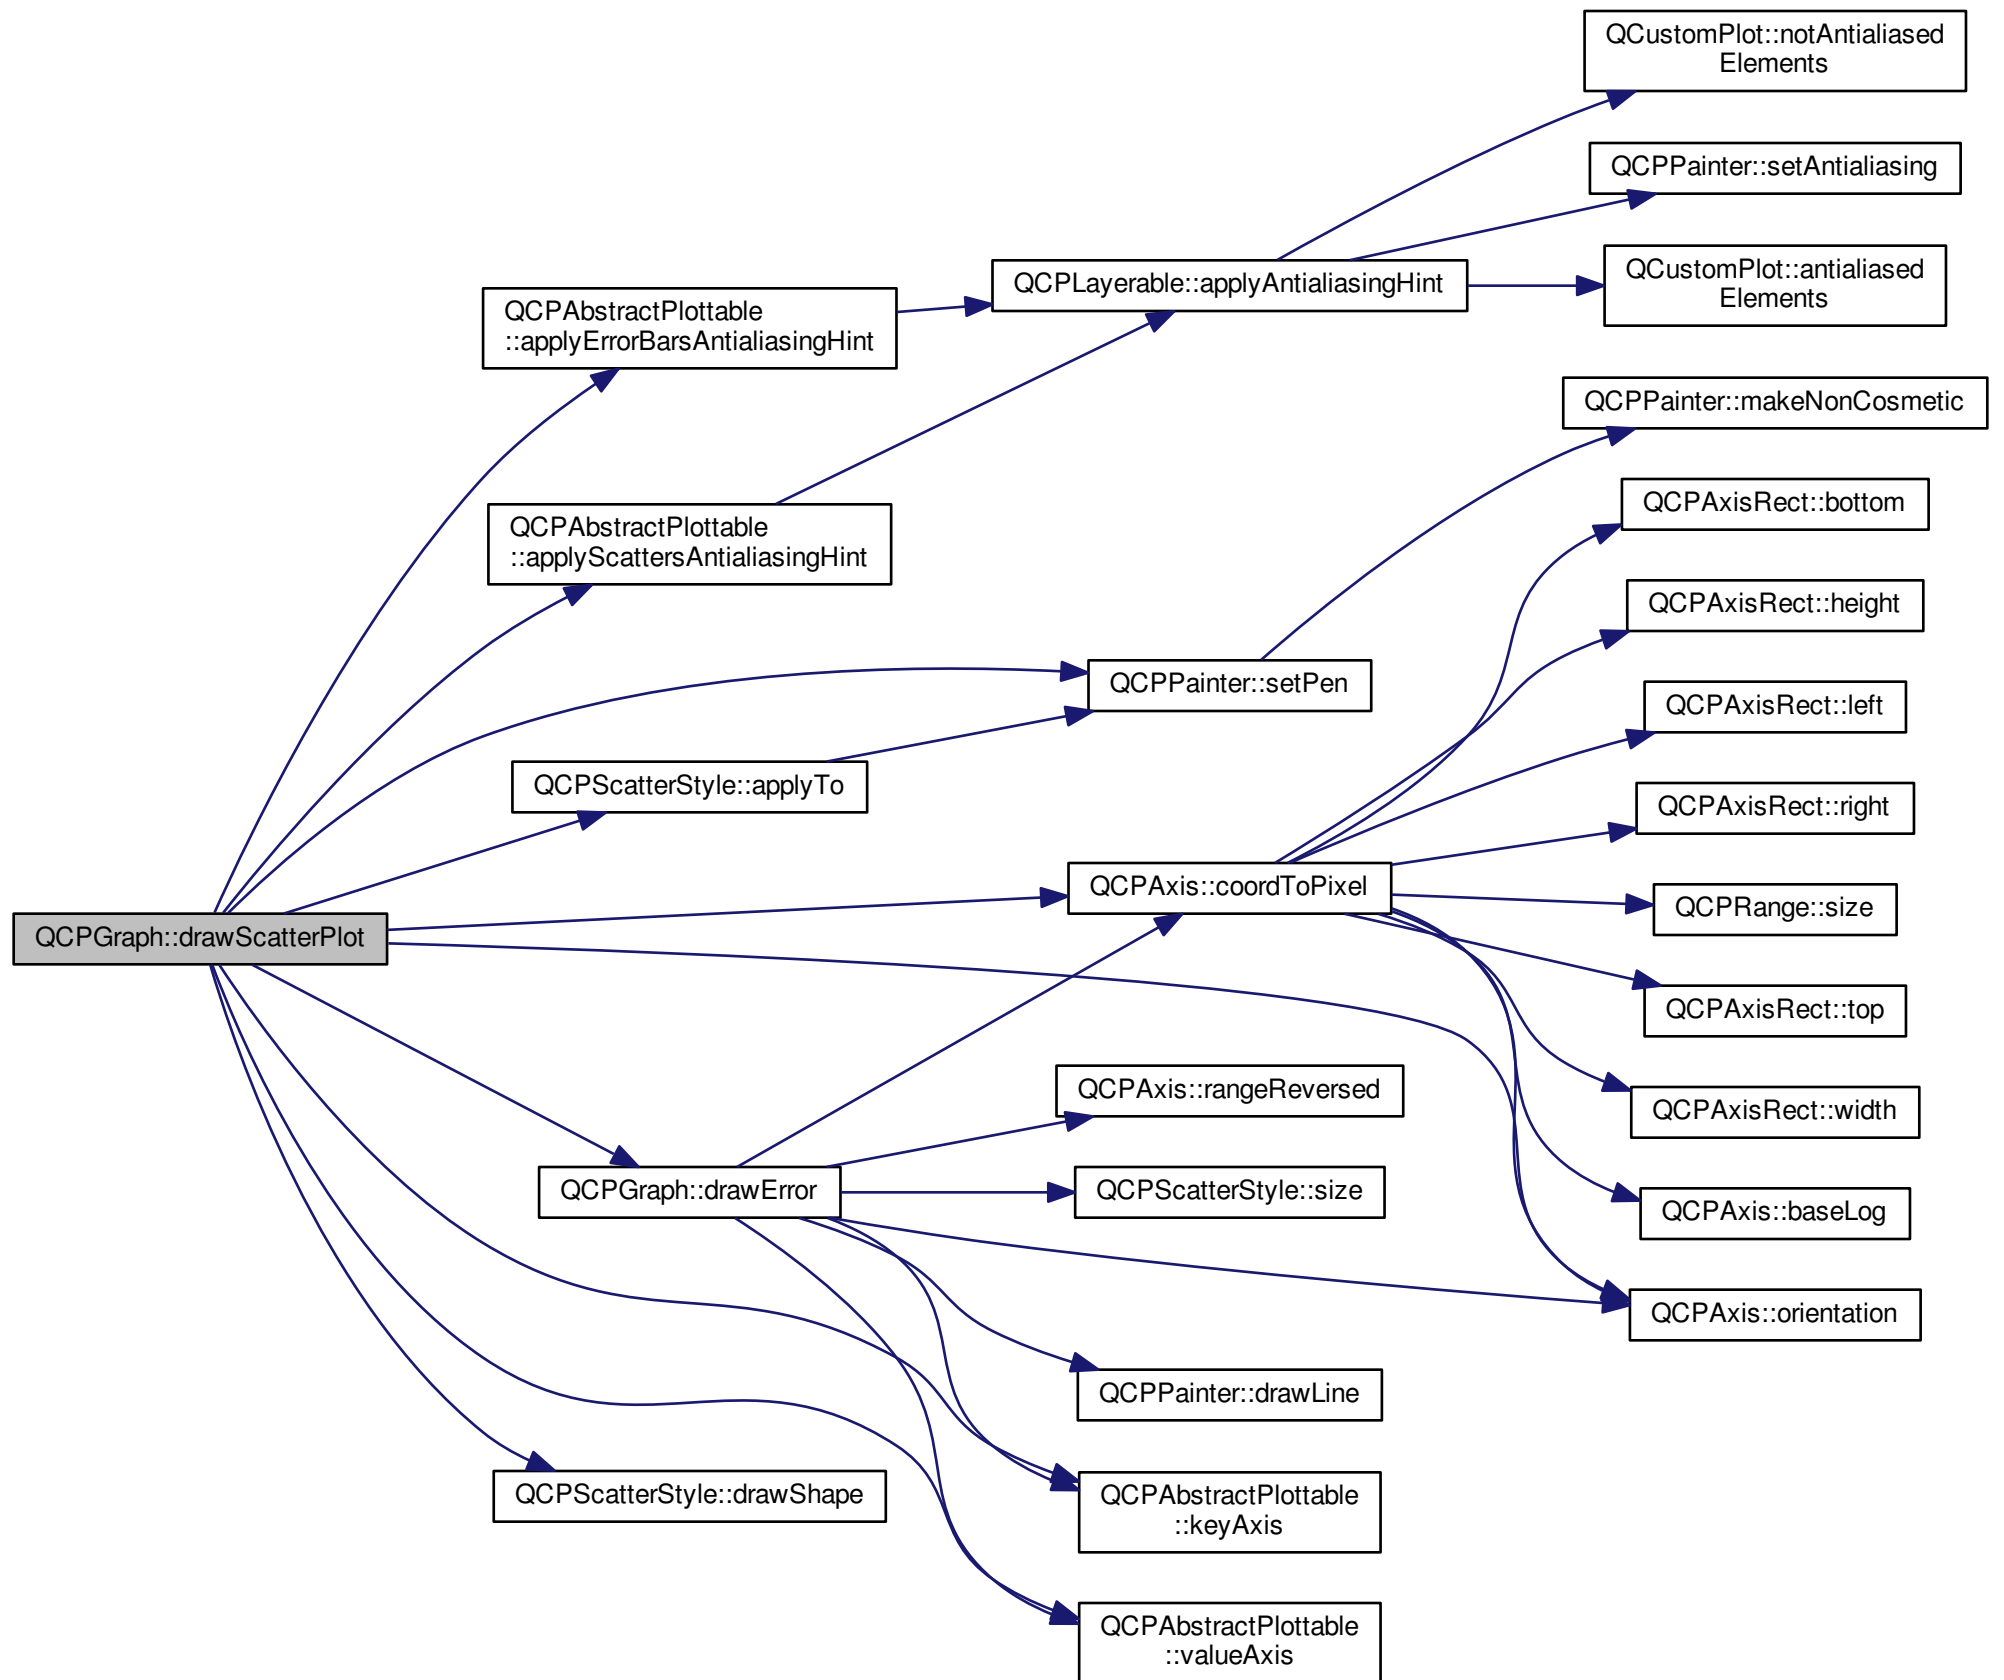 QCustomPlot::notAntialiased
Elements
QCPPainter::setAntialiasing
QCustomPlot::antialiased
Elements
QCPLayerable::applyAntialiasingHint
QCPAbstractPlottable
::applyErrorBarsAntialiasingHint
QCPPainter::makeNonCosmetic
QCPAxisRect::bottom
QCPAbstractPlottable
::applyScattersAntialiasingHint
QCPAxisRect::height
QCPPainter::setPen
QCPAxisRect::left
QCPScatterStyle::applyTo
QCPAxisRect::right
QCPAxis::coordToPixel
QCPRange::size
QCPGraph::drawScatterPlot
QCPAxisRect::top
QCPAxis::rangeReversed
QCPAxisRect::width
QCPGraph::drawError
QCPScatterStyle::size
QCPAxis::baseLog
QCPAxis::orientation
QCPPainter::drawLine
QCPScatterStyle::drawShape
QCPAbstractPlottable
::keyAxis
QCPAbstractPlottable
::valueAxis